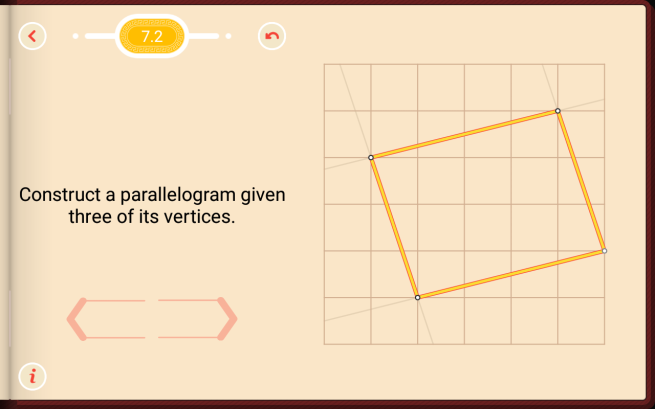 7.2
Construct a parallelogram given
three of its vertices.
i